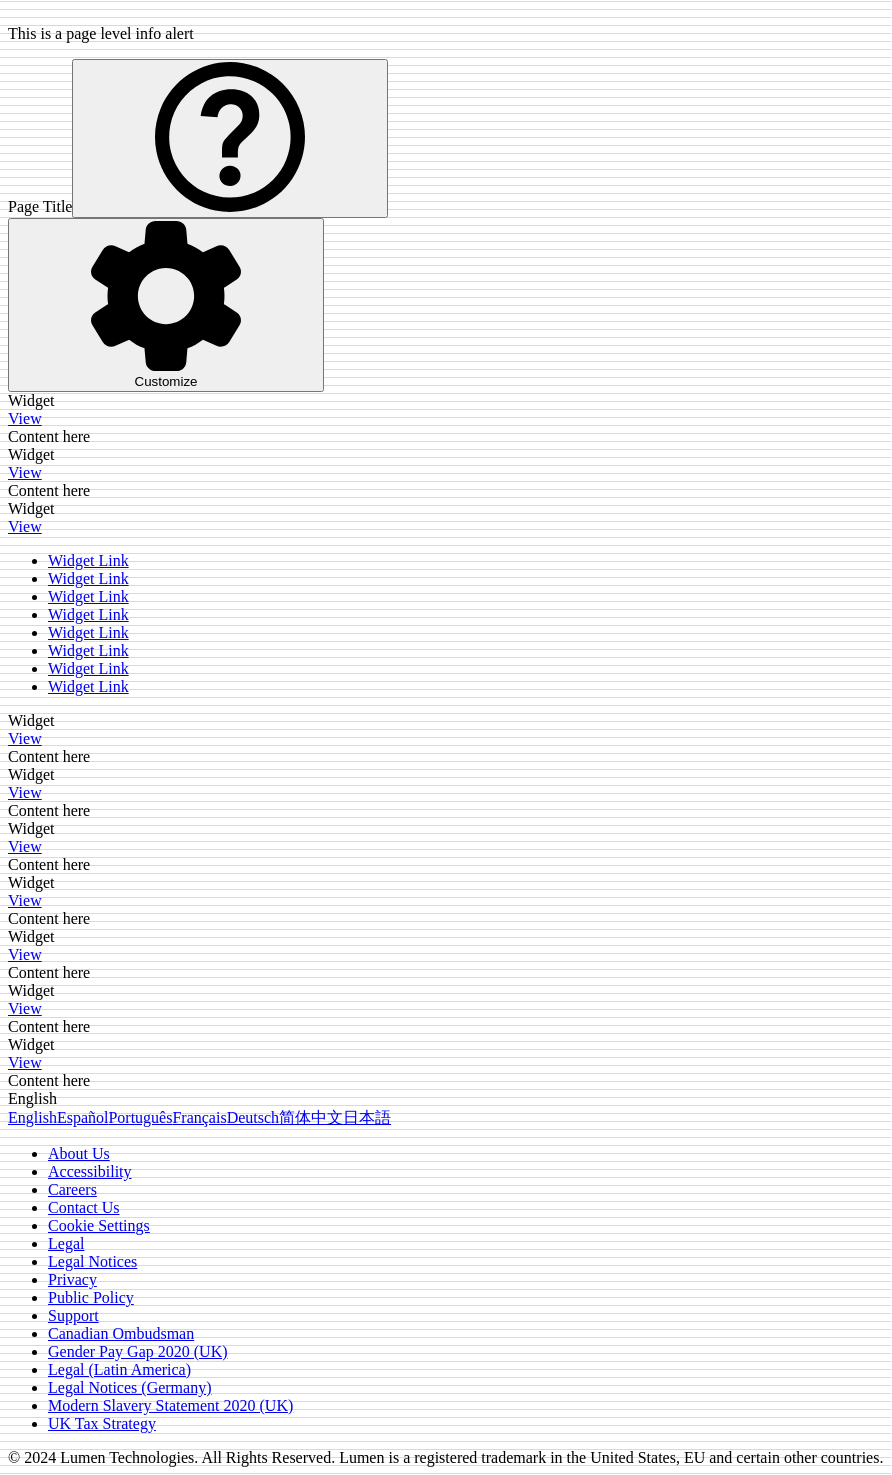 This is a page level info alert
Page Title
Customize
Widget
View
Content here
Widget
View
Content here
Widget
View
Widget Link
Widget Link
Widget Link
Widget Link
Widget Link
Widget Link
Widget Link
Widget Link
Widget
View
Content here
Widget
View
Content here
Widget
View
Content here
Widget
View
Content here
Widget
View
Content here
Widget
View
Content here
Widget
View
Content here
English
EnglishEspañolPortuguêsFrançaisDeutsch简体中文日本語
About Us
Accessibility
Careers
Contact Us
Cookie Settings
Legal
Legal Notices
Privacy
Public Policy
Support
Canadian Ombudsman
Gender Pay Gap 2020 (UK)
Legal (Latin America)
Legal Notices (Germany)
Modern Slavery Statement 2020 (UK)
UK Tax Strategy
© 2024 Lumen Technologies. All Rights Reserved. Lumen is a registered trademark in the United States, EU and certain other countries.